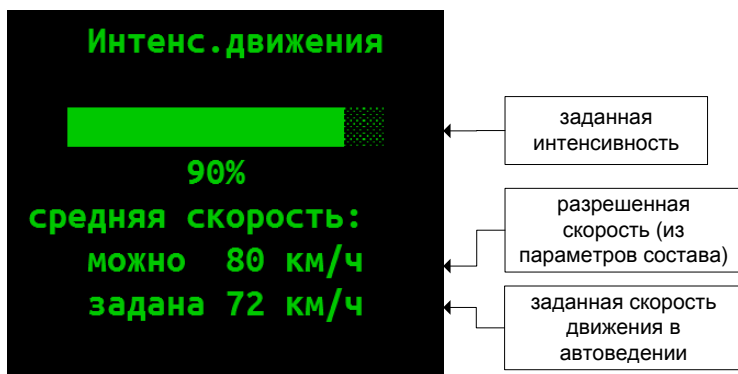 Интенс.движения
90%
средняя скорость:
можно 80 км/ч
задана 72 км/ч
заданная
интенсивность
разрешенная
скорость (из
параметров состава)
заданная скорость
движения в
автоведении